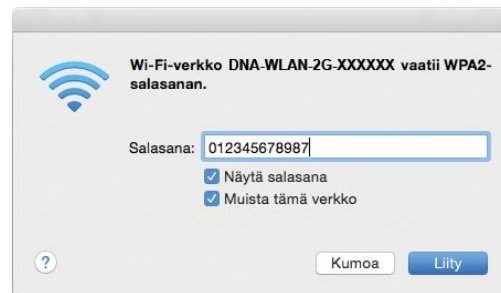 Wi-Fi-verkko DNA-WLAN-2G-XXXXXX vaatii WPA2-
salasanan.
Salasana: 012345678987
Näytä salasana
Muista tämä verkko
? Kumoa Liity